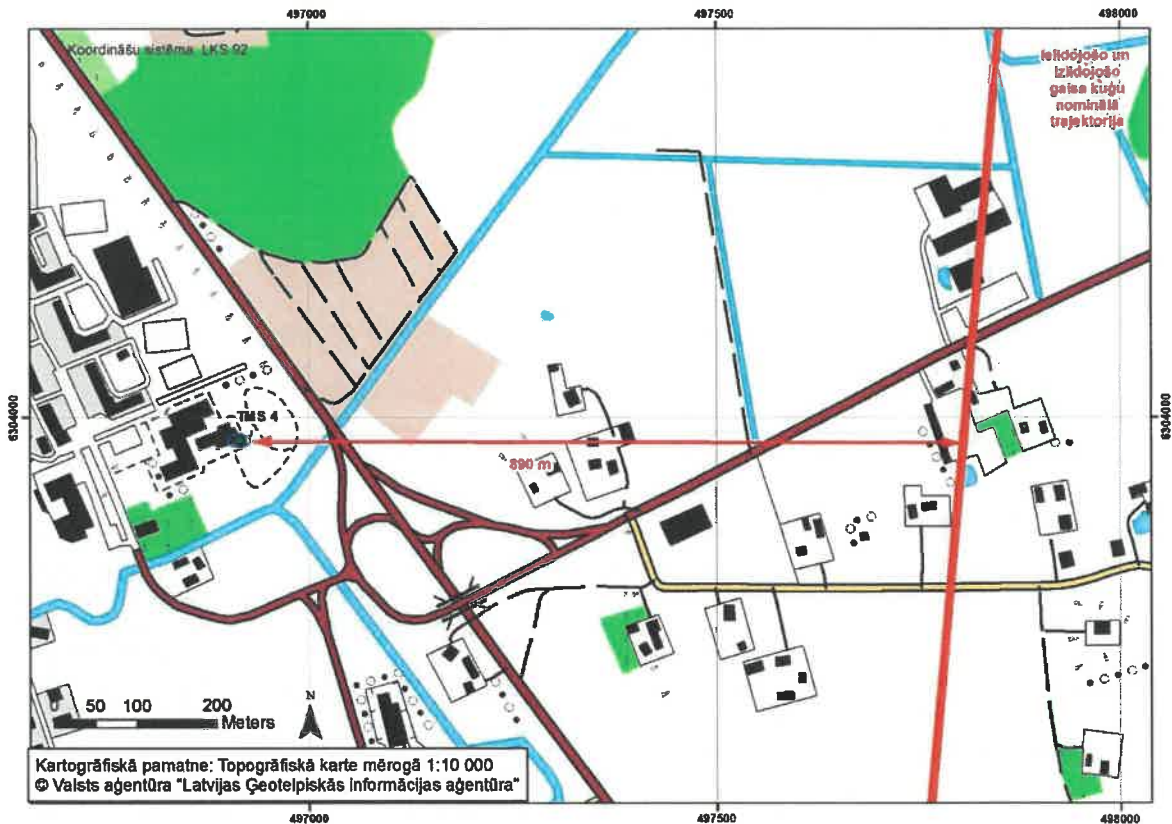 497000
497500
498000
Koordināšu sistēma LKS 92
Ielidojošo un
izlidojošo
gaisa kuģu
nominālā
trajektorija
6304000
6304000
TMS 4
890 m
50 100 200
Meters
N
Kartogrāfiskā pamatne: Topogrāfiskā karte mērogā 1:10 000
© Valsts aģentūra "Latvijas Ģeotelpiskās informācijas aģentūra"
497000
497500
498000